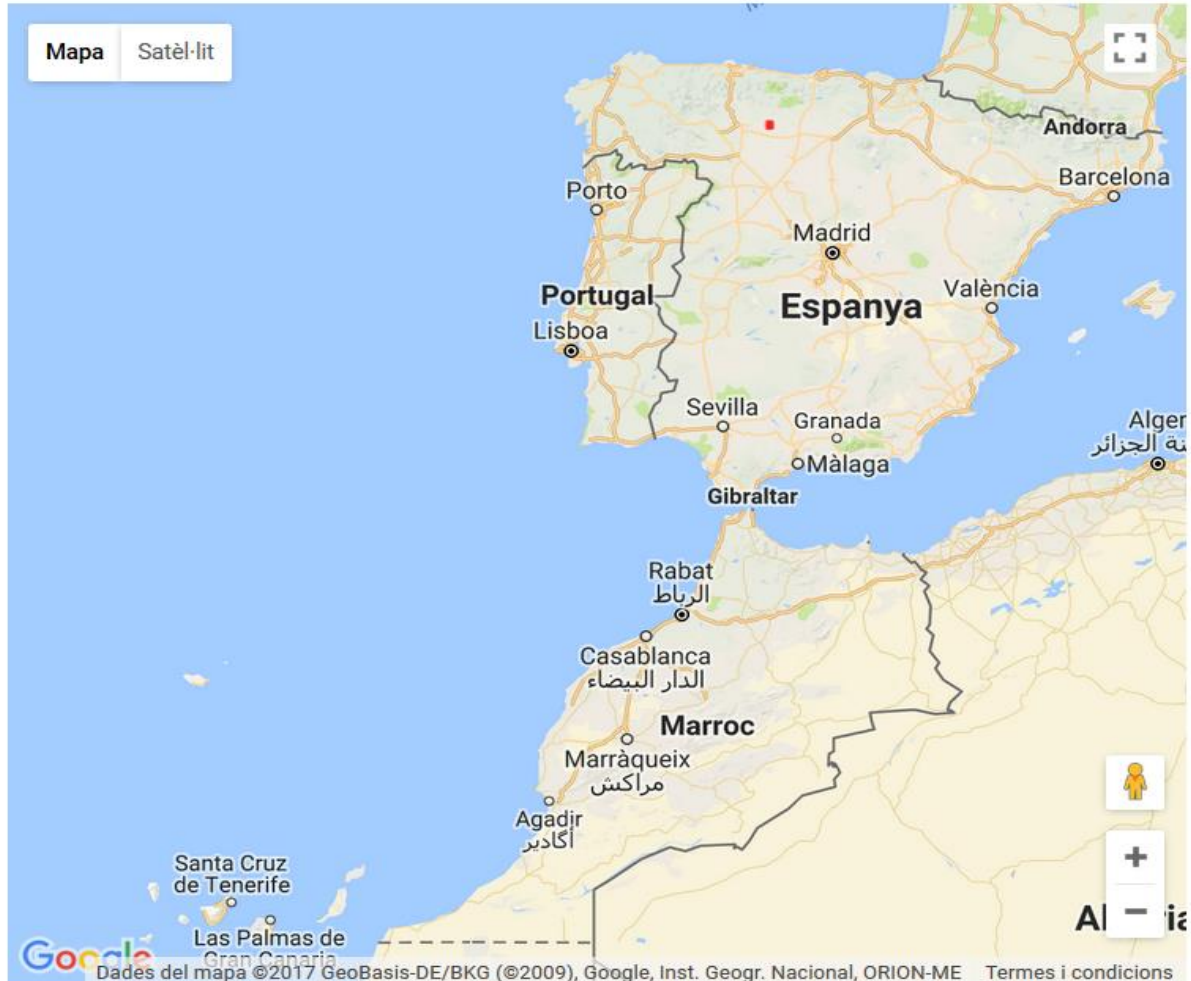 Mapa
Satèl·lit
Andorra
Barcelona
Porto
Madrid
València
Portugal
Espanya
Lisboa
Sevilla
Granada
Màlaga
Alger
الجزائر
Gibraltar
Rabat
الرباط
Casablanca
الدار البيضاء
Marroc
Marràqueix
مراكش
Agadir
أكادير
Santa Cruz
de Tenerife
Las Palmas de
Gran Canaria
Google
Dades del mapa ©2017 GeoBasis-DE/BKG (©2009), Google, Inst. Geogr. Nacional, ORION-ME
Termes i condicions